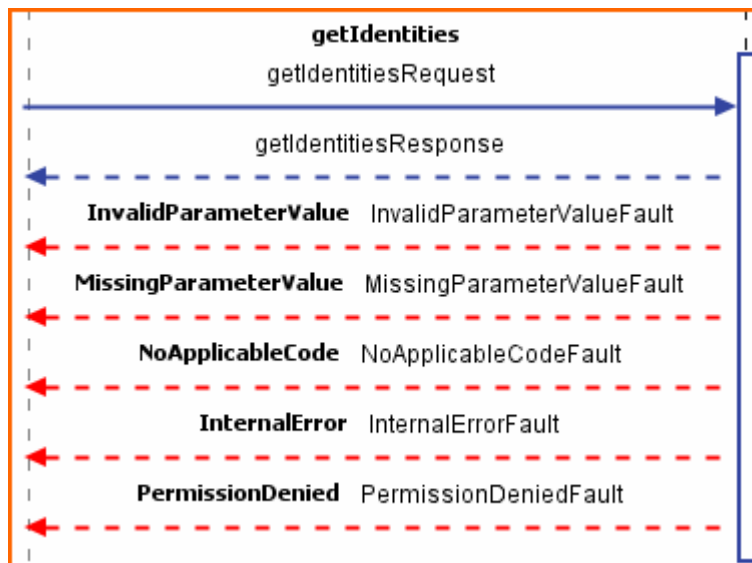 getIdentities
getIdentitiesRequest
getIdentitiesResponse
InvalidParameterValue InvalidParameterValueFault
MissingParameterValue MissingParameterValueFault
NoApplicableCode NoApplicableCodeFault
InternalError InternalErrorFault
PermissionDenied PermissionDeniedFault